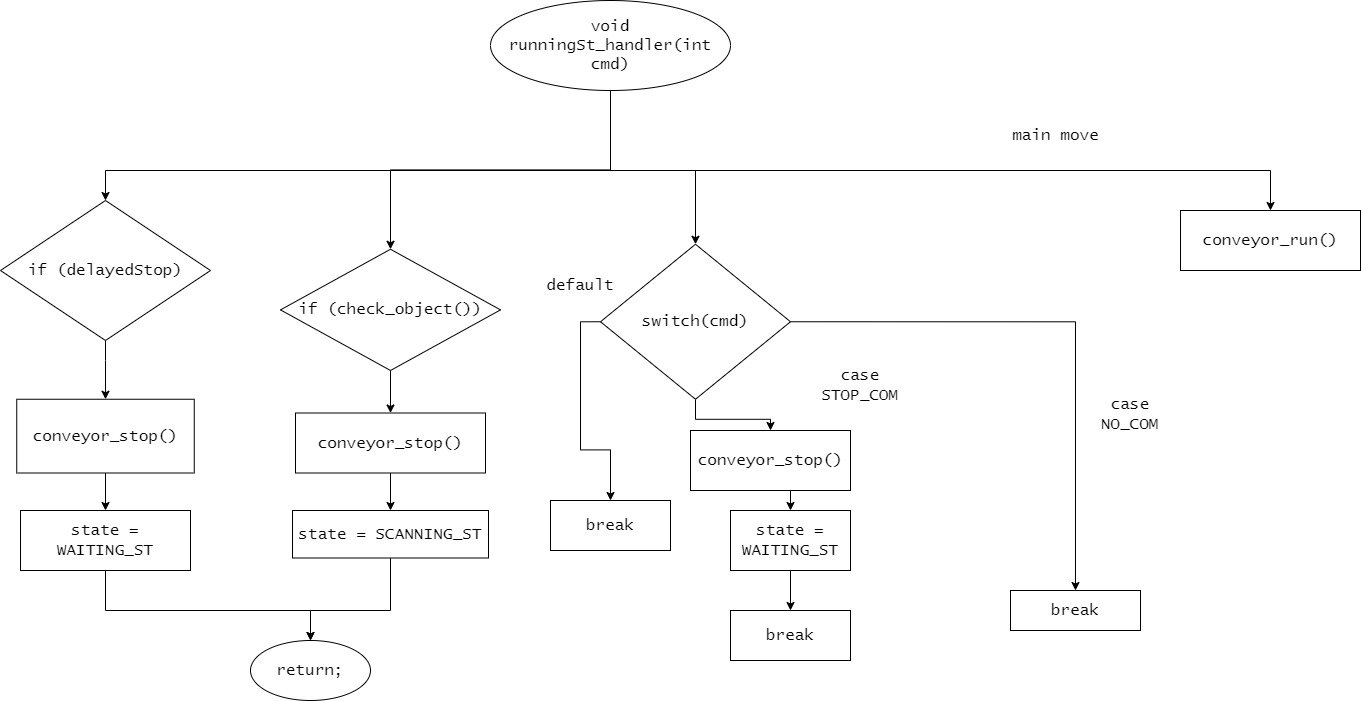 void
runningSt_handler(int
cmd)
main move
if (delayedStop)
conveyor_stop()
state =
WAITING_ST
if (check_object())
conveyor_stop()
state = SCANNING_ST
return;
default
switch(cmd)
break
case
STOP_COM
conveyor_stop()
state =
WAITING_ST
break
case
NO_COM
break
conveyor_run()